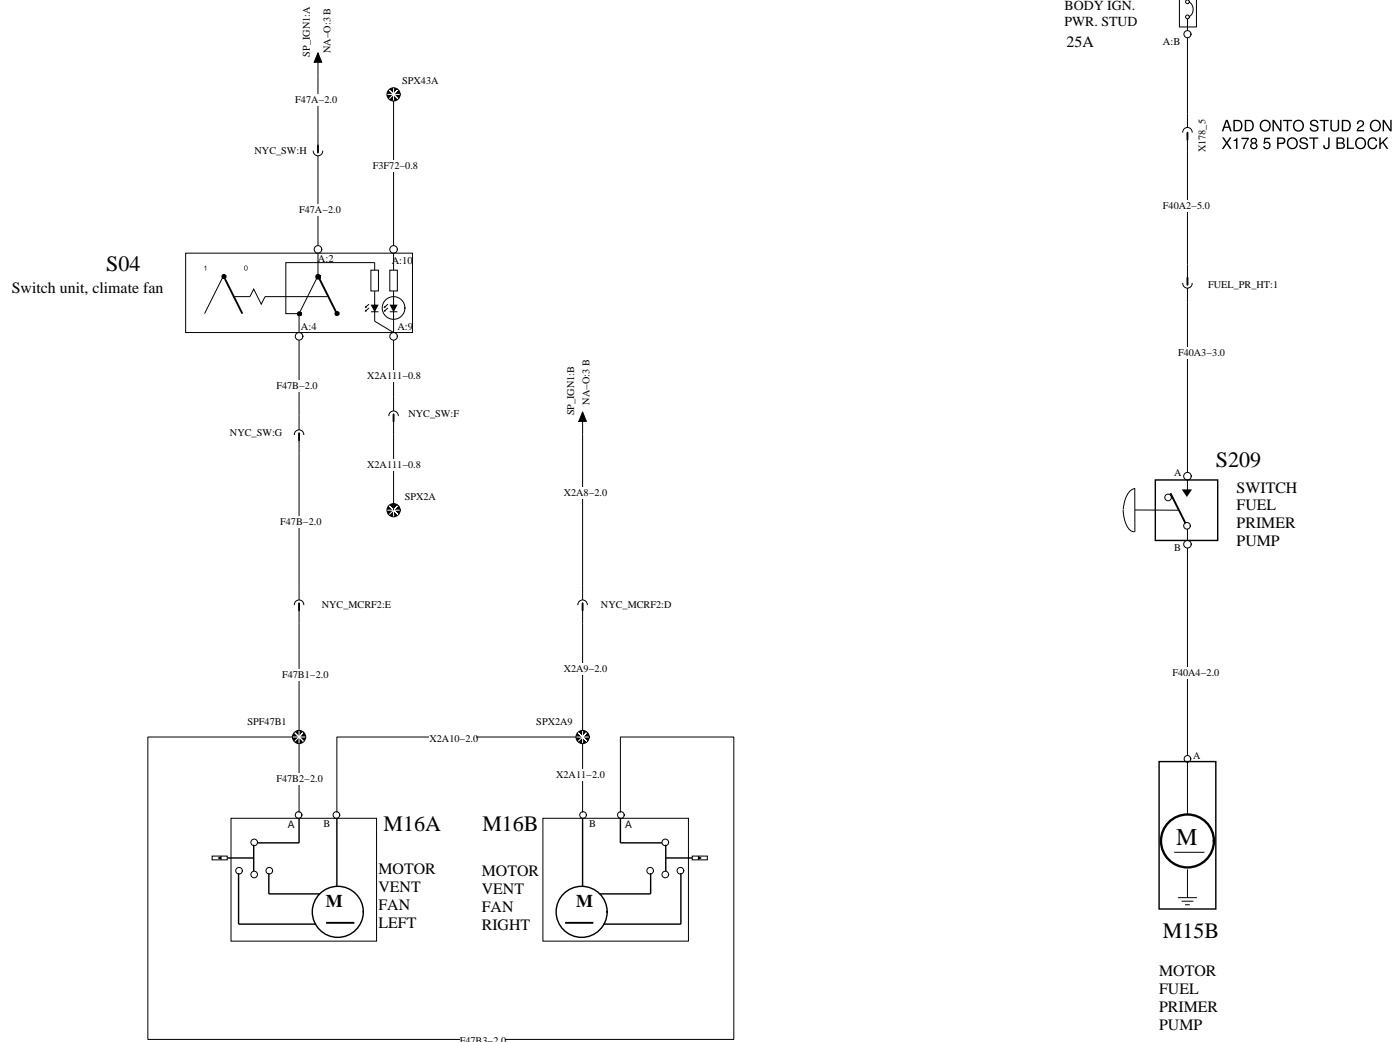 SP_IGN1:A
NA–O:3 B
F47A–2.0
SPX43A
NYC_SW:H
F3F72–0.8
F47A–2.0
S04
Switch unit, climate fan
1
0
A:2
A:10
A:4
A:9
F47B–2.0
X2A111–0.8
NYC_SW:G
NYC_SW:F
X2A111–0.8
SPX2A
F47B–2.0
SP_IGN1:B
NA–O:3 B
X2A8–2.0
NYC_MCRF2:E
NYC_MCRF2:D
F47B1–2.0
X2A9–2.0
SPF47B1
SPX2A9
X2A10–2.0
F47B2–2.0
X2A11–2.0
A
B
M16A
MOTOR
VENT
FAN
LEFT
M
M16B
MOTOR
VENT
FAN
RIGHT
B
A
M
F47B3–2.0
BODY IGN.
PWR. STUD
25A
A:B
X178_5
ADD ONTO STUD 2 ON
X178 5 POST J BLOCK
F40A2–5.0
FUEL_PR_HT:1
F40A3–3.0
S209
A
SWITCH
FUEL
PRIMER
PUMP
B
F40A4–2.0
A
M
M15B
MOTOR
FUEL
PRIMER
PUMP